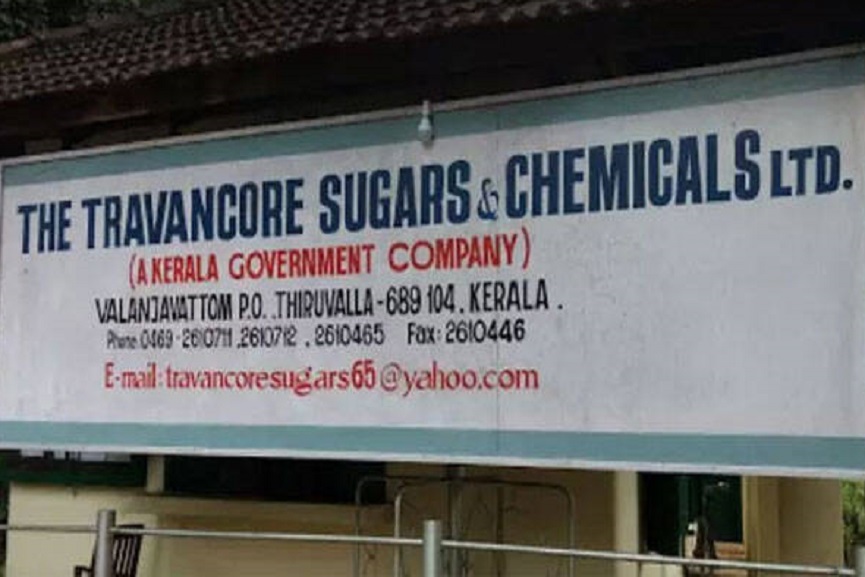 THE TRAVANCORE SUGARS & CHEMICALS LTD.
(A KERALA GOVERNMENT COMPANY)
VALANJAVATTOM P.O. THIRUVALLA - 689 104. KERALA.
Phone 0469 - 2610711, 2610712, 2610465 Fax: 2610446
E-mail: travancoresugars65@yahoo.com